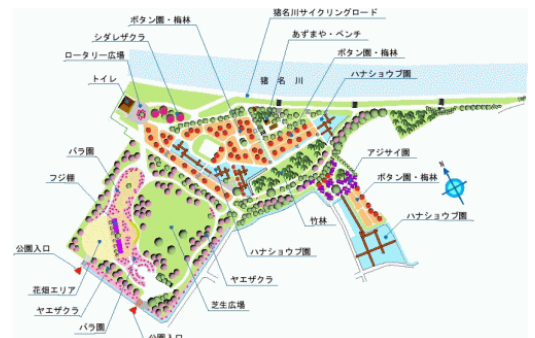 猪名川サイクリングロード
ボタン園・梅林
あずまや・ベンチ
シダレザクラ
ボタン園・梅林
ロータリー広場
ハナショウブ園
トイレ
猪名川
バラ園
アジサイ園
フジ棚
ボタン園・梅林
ハナショウブ園
竹林
公園入口
ハナショウブ園
花畑エリア
ヤエザクラ
ヤエザクラ
芝生広場
バラ園
公園入口